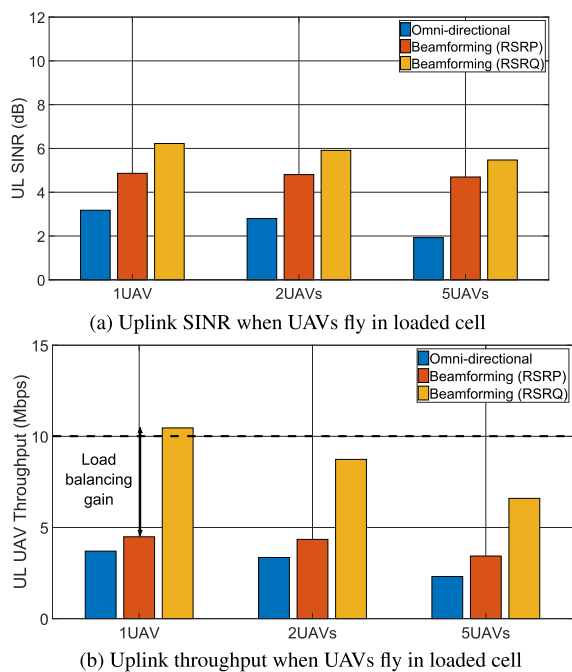 12
10
8
6
4
2
0
UL SINR (dB)
Omni-directional
Beamforming (RSRP)
Beamforming (RSRQ)
1UAV
2UAVs
5UAVs
(a) Uplink SINR when UAVs fly in loaded cell
15
10
5
0
UL UAV Throughput (Mbps)
Omni-directional
Beamforming (RSRP)
Beamforming (RSRQ)
Load
balancing
gain
1UAV
2UAVs
5UAVs
(b) Uplink throughput when UAVs fly in loaded cell